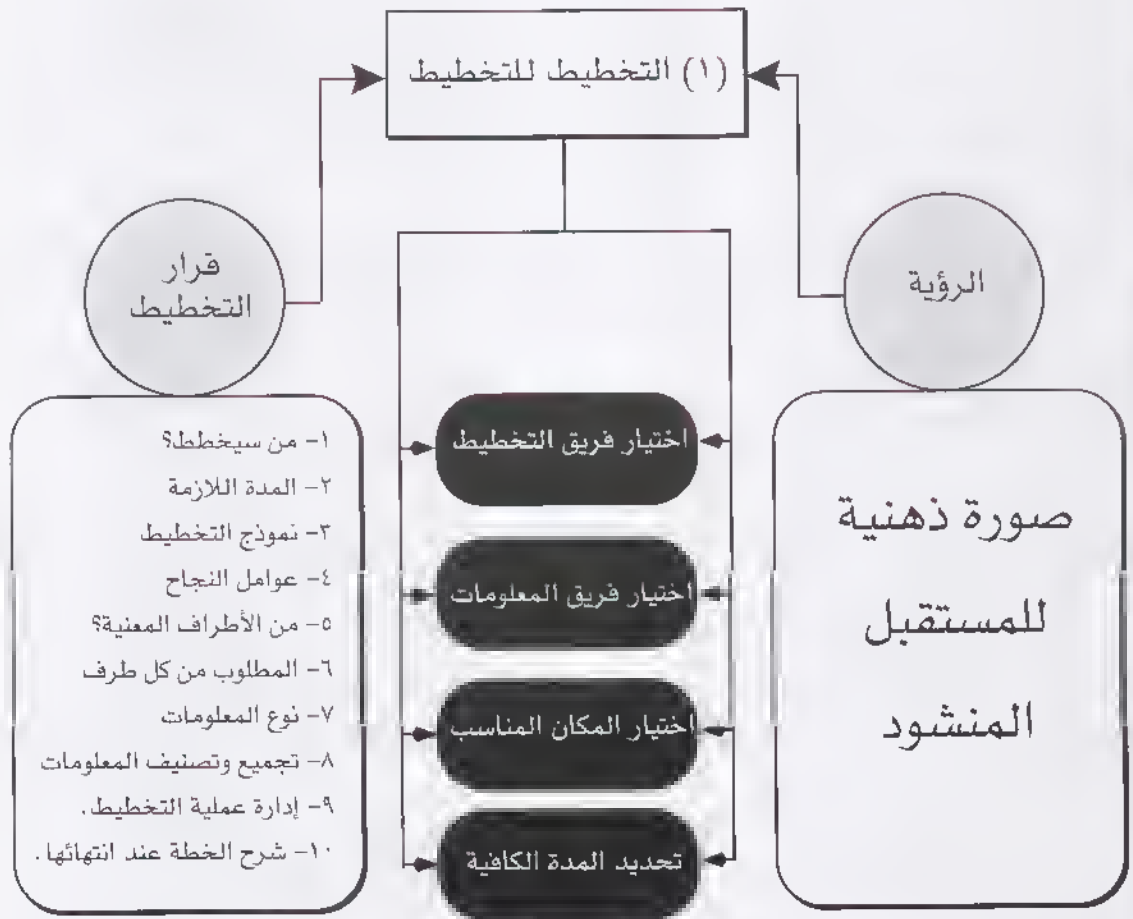 (١) التخطيط للتخطيط
الرؤية
صورة ذهنية
للمستقبل
المنشود
اختيار فريق التخطيط
اختيار فريق المعلومات
اختيار المكان المناسب
تحديد المدة الكافية
قرار
التخطيط
١- من سيخطط؟
٢- المدة اللازمة
٣- نموذج التخطيط
٤- عوامل النجاح
٥- من الأطراف المعنية؟
٦- المطلوب من كل طرف
٧- نوع المعلومات
٨- تجميع وتصنيف المعلومات
٩- إدارة عملية التخطيط.
١٠- شرح الخطة عند انتهائها.